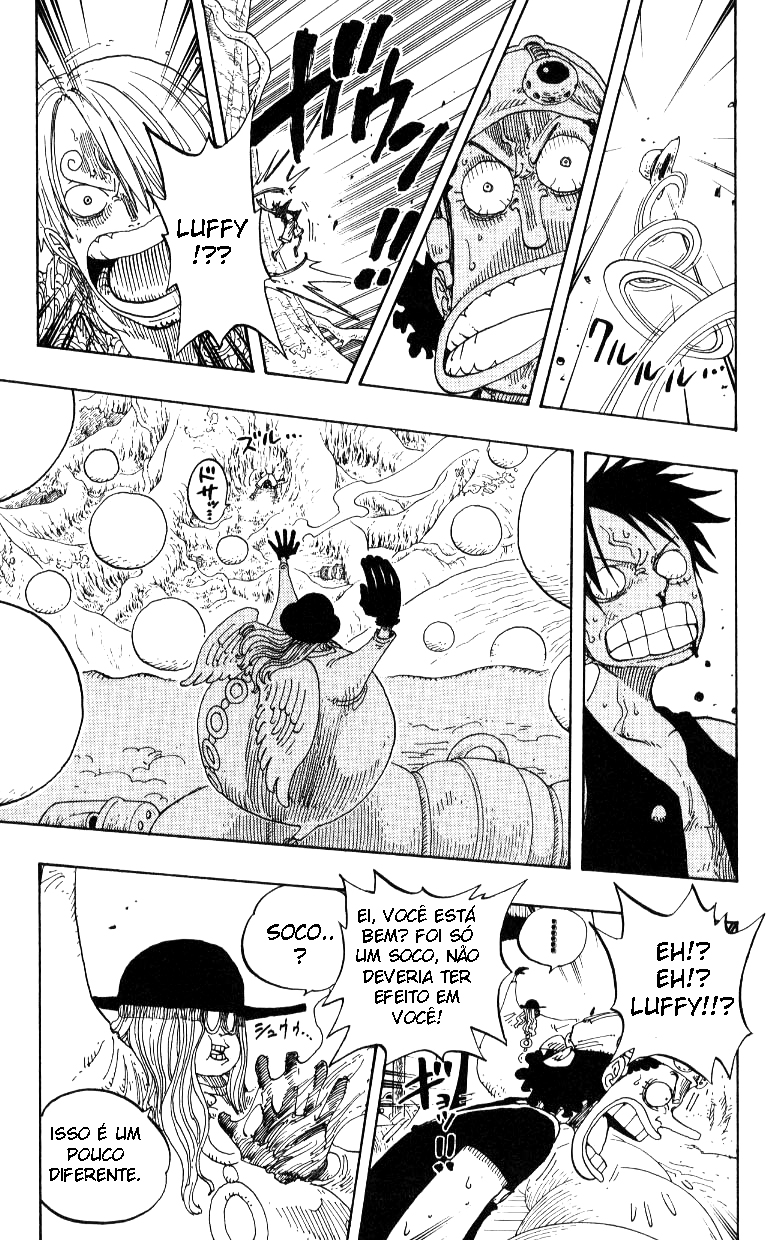 クルルルル…
ガウン!!!
LUFFY
!??
ズル…
ドサッ…
EH!?
EH!?
LUFFY!!?
EI, VOCÊ ESTÁ
BEM? FOI SÓ
UM SOCO, NÃO
DEVERIA TER
EFEITO EM
VOCÊ!
ギョッ!!
SOCO..
?
シュウゥ…
ISSO É UM
POUCO
DIFERENTE.